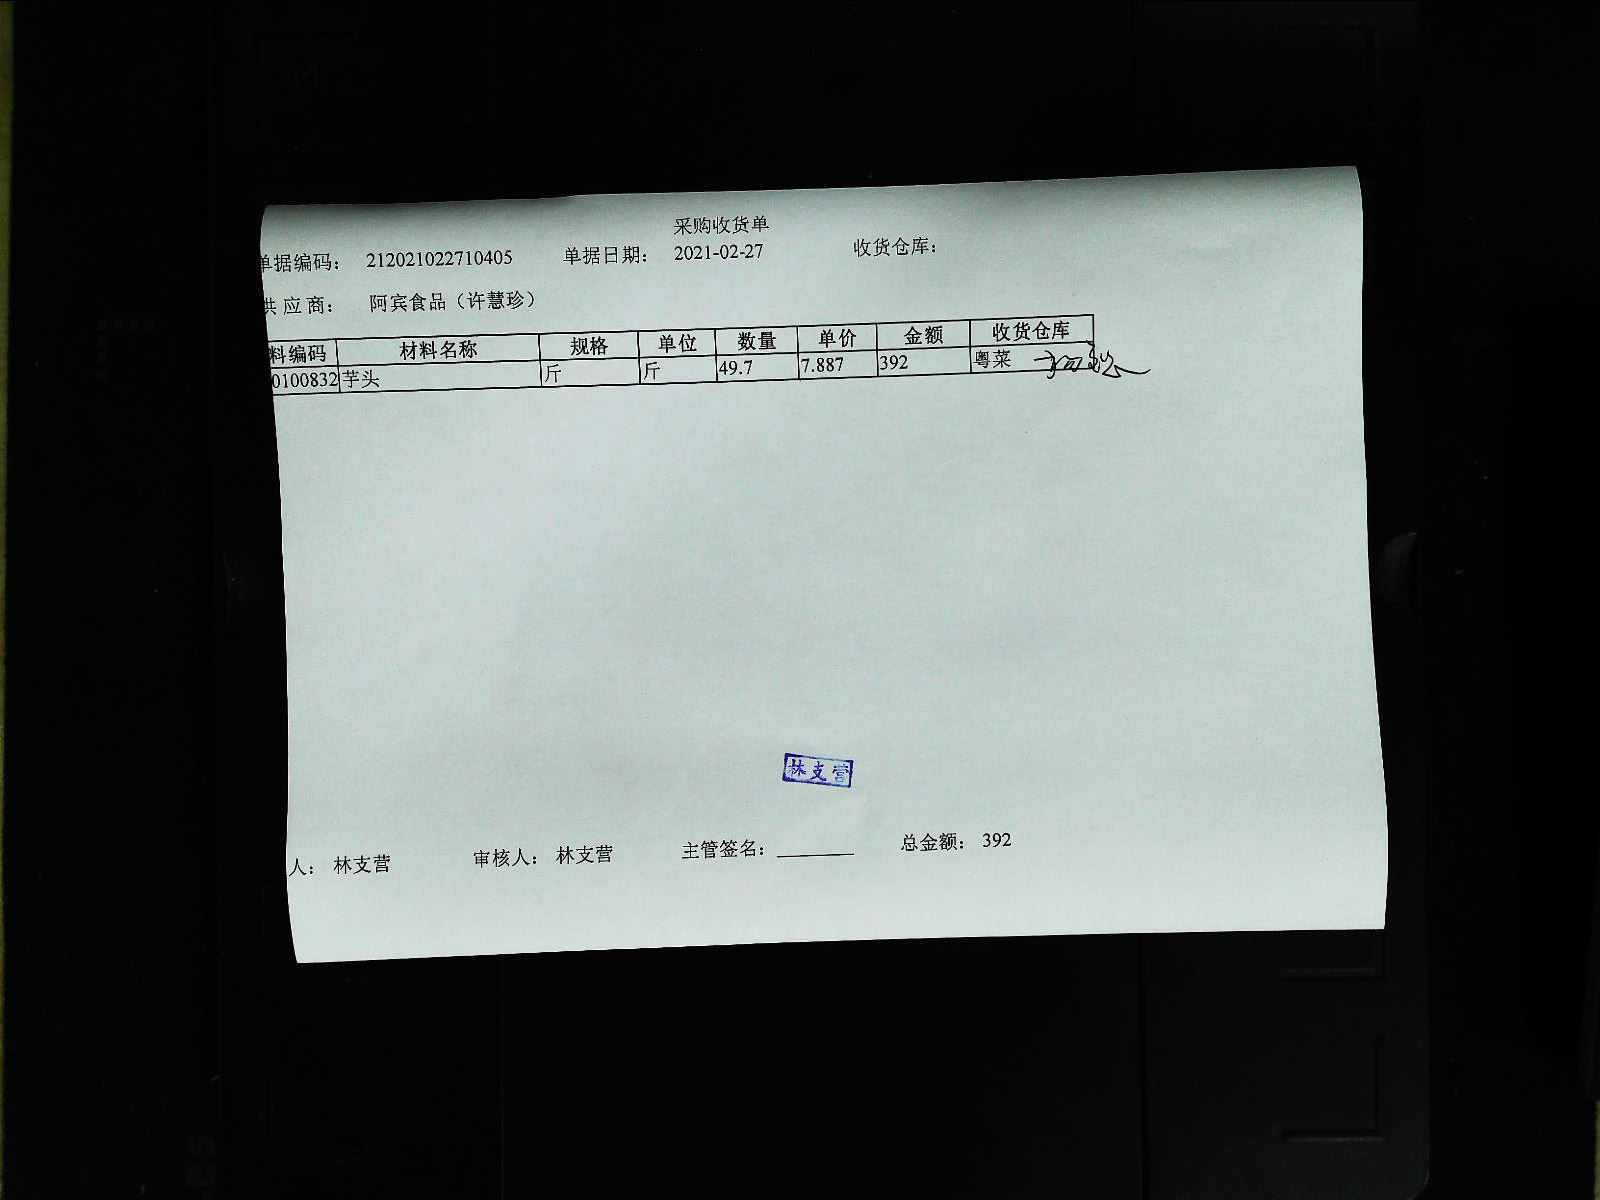 采购收货单
单据编码： 212021022710405 单据日期： 2021-02-27 收货仓库：
供应商： 阿宾食品（许慧珍）
料编码 材料名称 规格 单位 数量 单价 金额 收货仓库
0100832 芋头 斤 斤 49.7 7.887 392 粤菜
林支营
人： 林支营 审核人： 林支营 主管签名： 总金额： 392